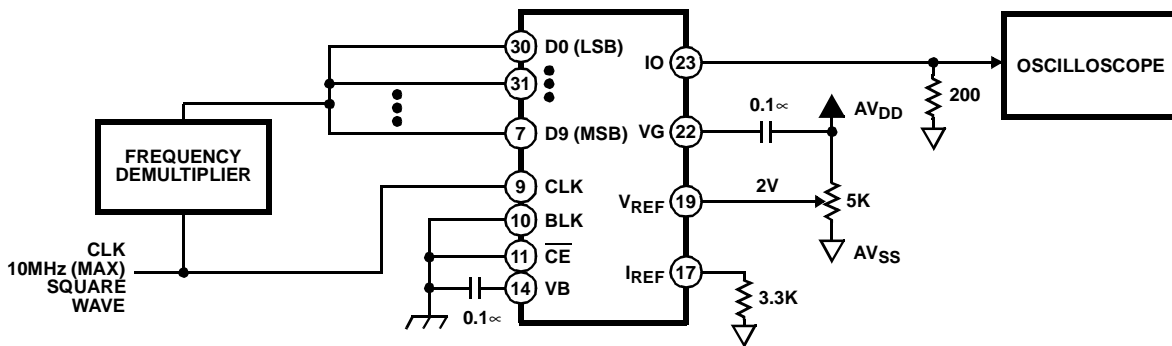 30 D0 (LSB)
31
7 D9 (MSB)
9 CLK
10 BLK
11 CE
14 VB
0.1∝
FREQUENCY
DEMULTIPLIER
CLK
10MHz (MAX)
SQUARE
WAVE
IO 23
VG 22
VREF 19
IREF 17
0.1∝
AVDD
2V
5K
AVSS
3.3K
200
OSCILLOSCOPE